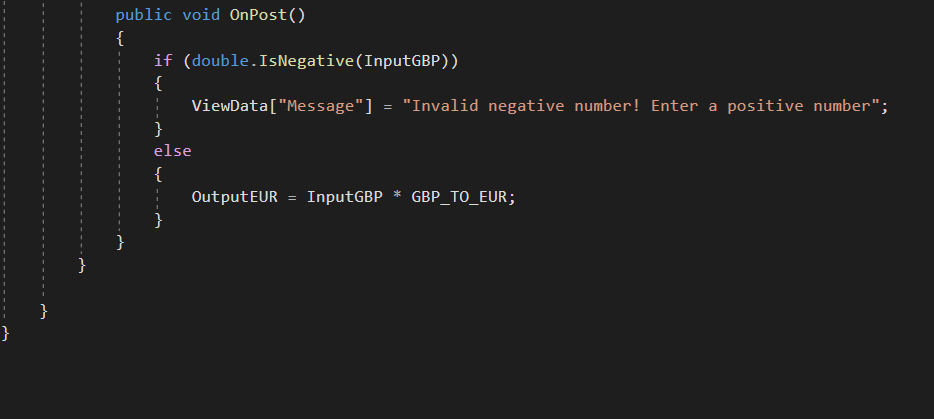 public void OnPost()
{
if (double.IsNegative(InputGBP))
{
ViewData["Message"] = "Invalid negative number! Enter a positive number";
}
else
{
OutputEUR = InputGBP * GBP_TO_EUR;
}
}
}
}
}